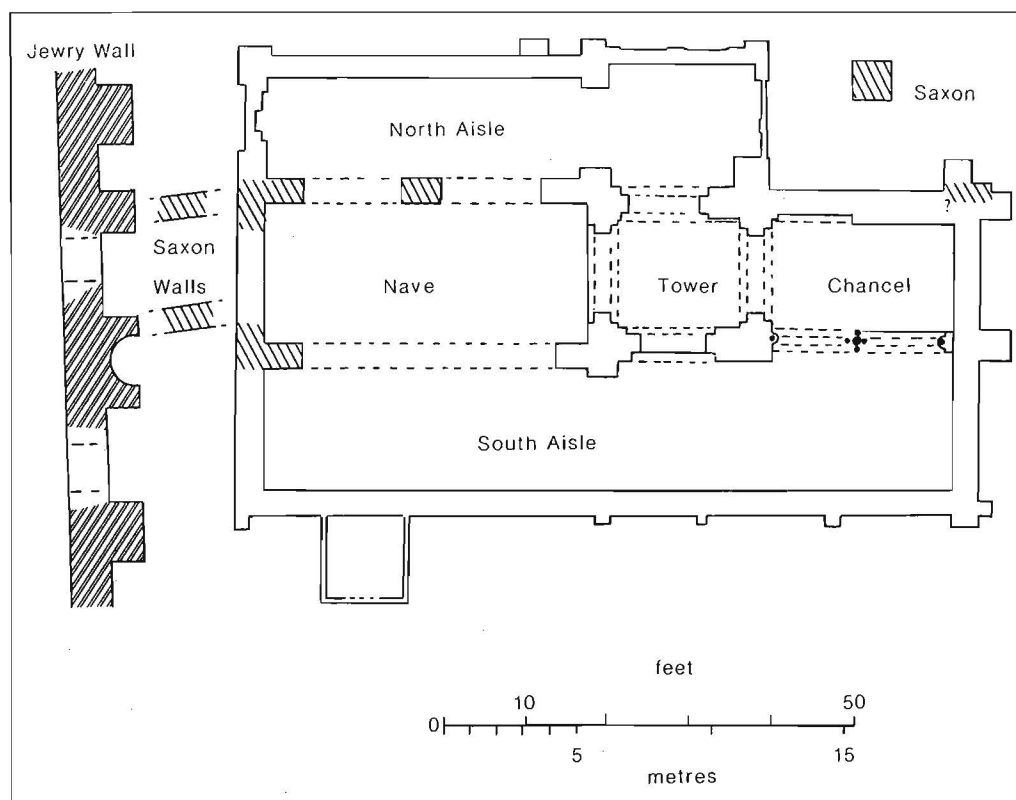 Jewry Wall
Saxon
North Aisle
?
Saxon
Walls
Nave
Tower
Chancel
South Aisle
feet
10 50
0
5 15
metres